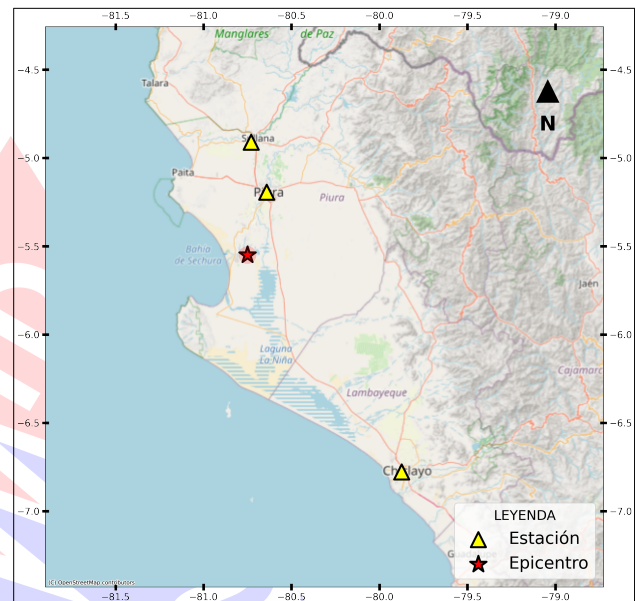 −81.5 −81.0 −80.5 −80.0 −79.5 −79.0
Manglares de Paz
−4.5 −4.5
Talara
N
−5.0 −5.0
Paita
Piura
−5.5 −5.5
Bahía
de Sechura
Jaén
−6.0 −6.0
Laguna
La Niña
Cajamarc
Lambayeque
−6.5 −6.5
−7.0 −7.0
LEYENDA
Estación
Epicentro
(C) OpenStreetMap contributors
−81.5 −81.0 −80.5 −80.0 −79.5 −79.0